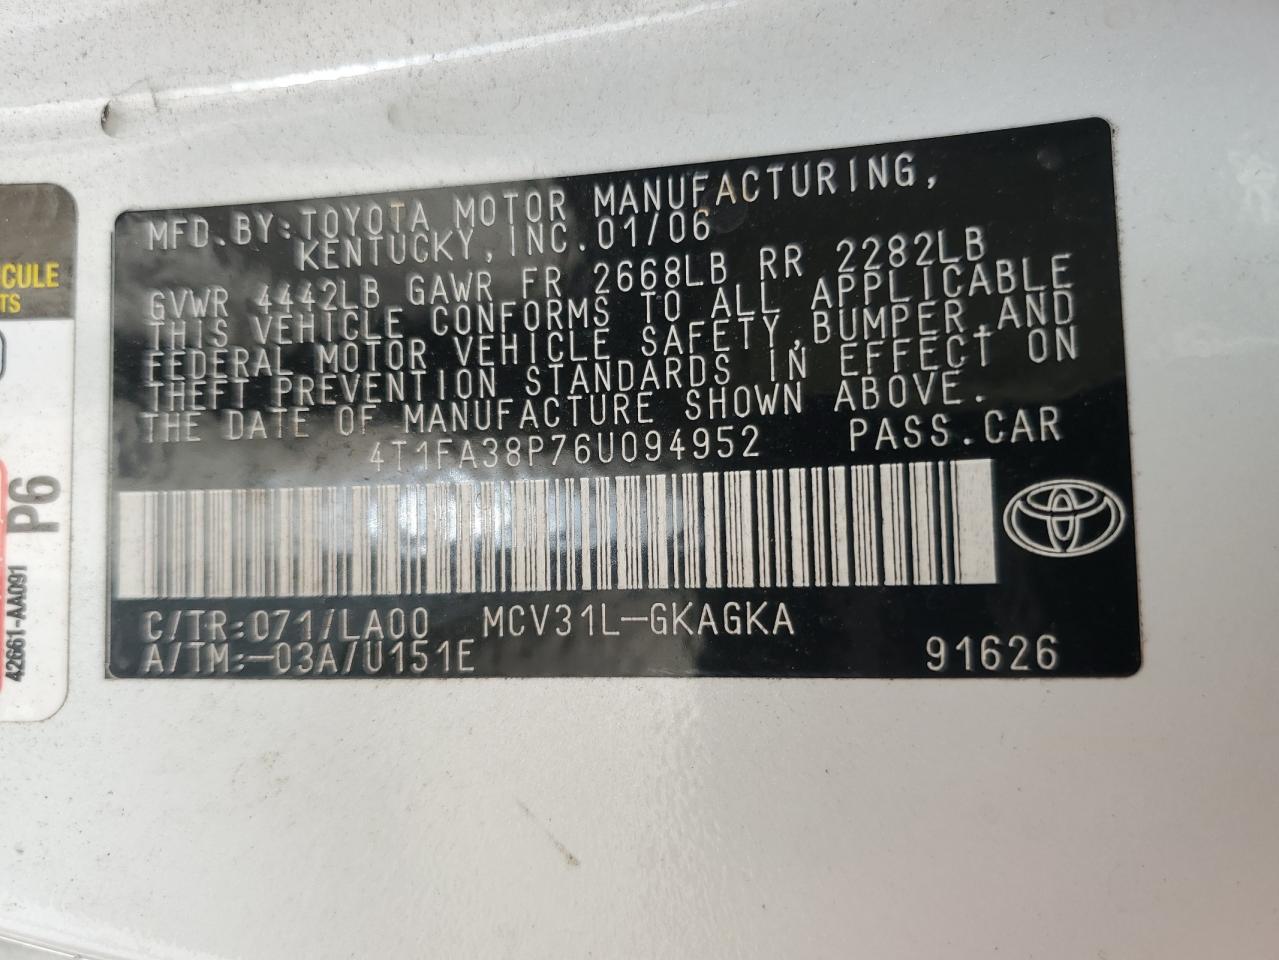 MFD.BY:TOYOTA MOTOR MANUFACTURING,
KENTUCKY,INC.01/06
GVWR 4442LB GAWR FR 2668LB RR 2282LB
THIS VEHICLE CONFORMS TO ALL APPLICABLE
FEDERAL MOTOR VEHICLE SAFETY,BUMPER,AND
THEFT PREVENTION STANDARDS IN EFFECT ON
THE DATE OF MANUFACTURE SHOWN ABOVE.
4T1FA38P76U094952 PASS.CAR
C/TR:071/LA00 MCV31L-GKAGKA
A/TM:-03A/U151E 91626
CULE
TS
P6
42661-AA091